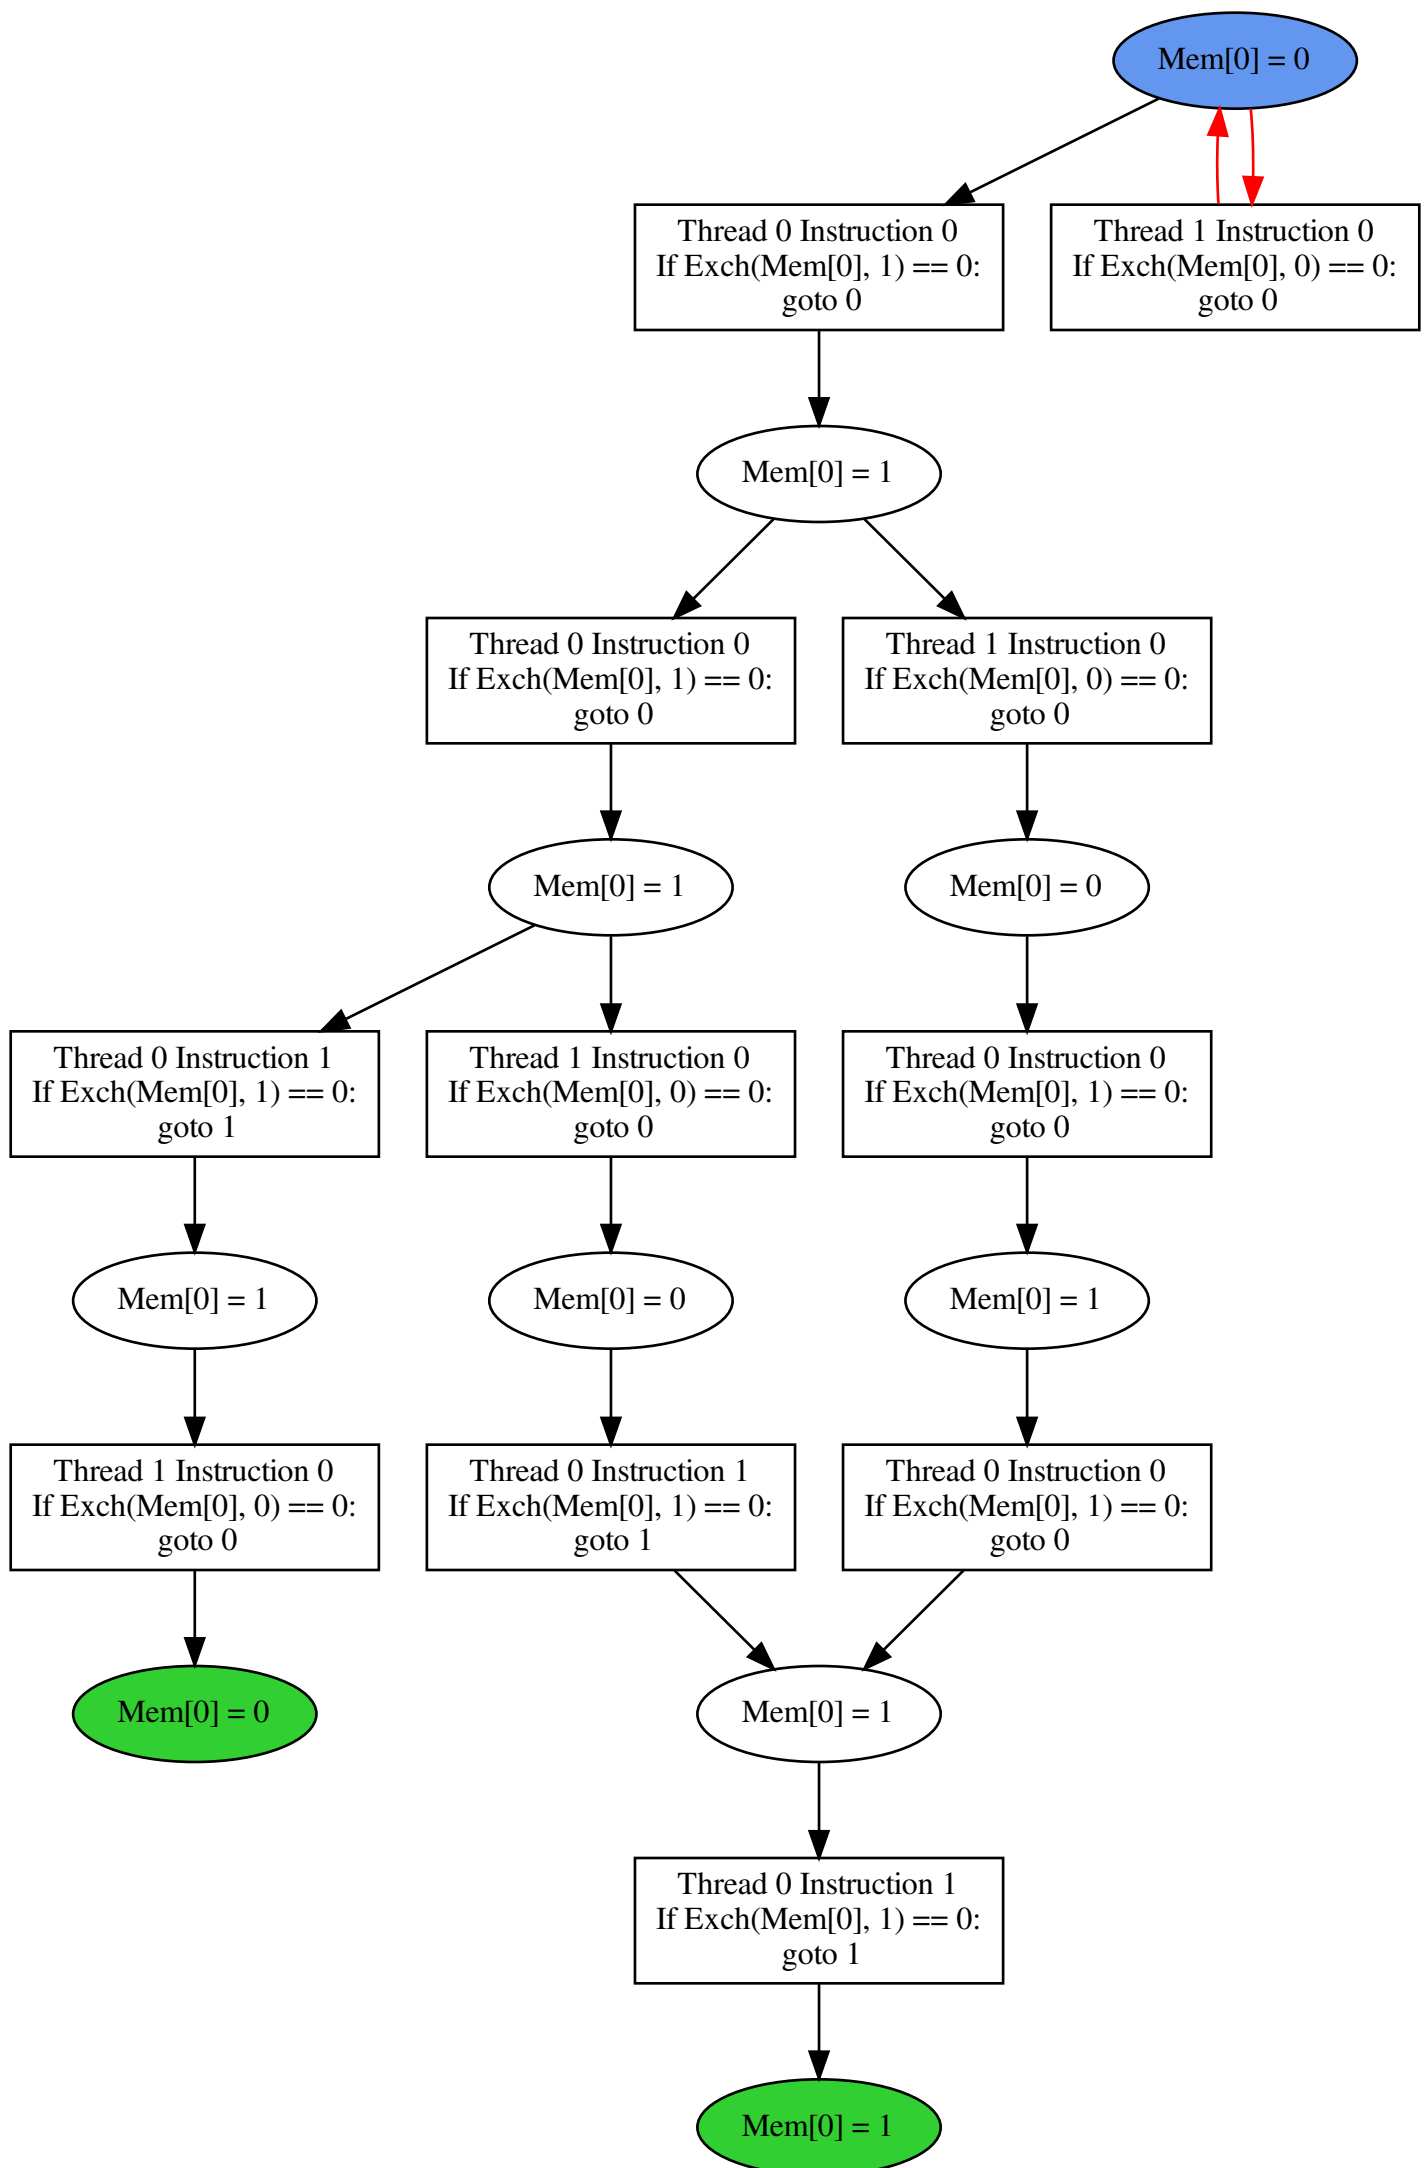 Mem[0] = 0
Thread 0 Instruction 0
If Exch(Mem[0], 1) == 0:
goto 0
Thread 1 Instruction 0
If Exch(Mem[0], 0) == 0:
goto 0
Mem[0] = 1
Thread 0 Instruction 0
If Exch(Mem[0], 1) == 0:
goto 0
Thread 1 Instruction 0
If Exch(Mem[0], 0) == 0:
goto 0
Mem[0] = 1
Mem[0] = 0
Thread 0 Instruction 1
If Exch(Mem[0], 1) == 0:
goto 1
Thread 1 Instruction 0
If Exch(Mem[0], 0) == 0:
goto 0
Thread 0 Instruction 0
If Exch(Mem[0], 1) == 0:
goto 0
Mem[0] = 1
Mem[0] = 0
Mem[0] = 1
Thread 1 Instruction 0
If Exch(Mem[0], 0) == 0:
goto 0
Thread 0 Instruction 1
If Exch(Mem[0], 1) == 0:
goto 1
Thread 0 Instruction 0
If Exch(Mem[0], 1) == 0:
goto 0
Mem[0] = 0
Mem[0] = 1
Thread 0 Instruction 1
If Exch(Mem[0], 1) == 0:
goto 1
Mem[0] = 1